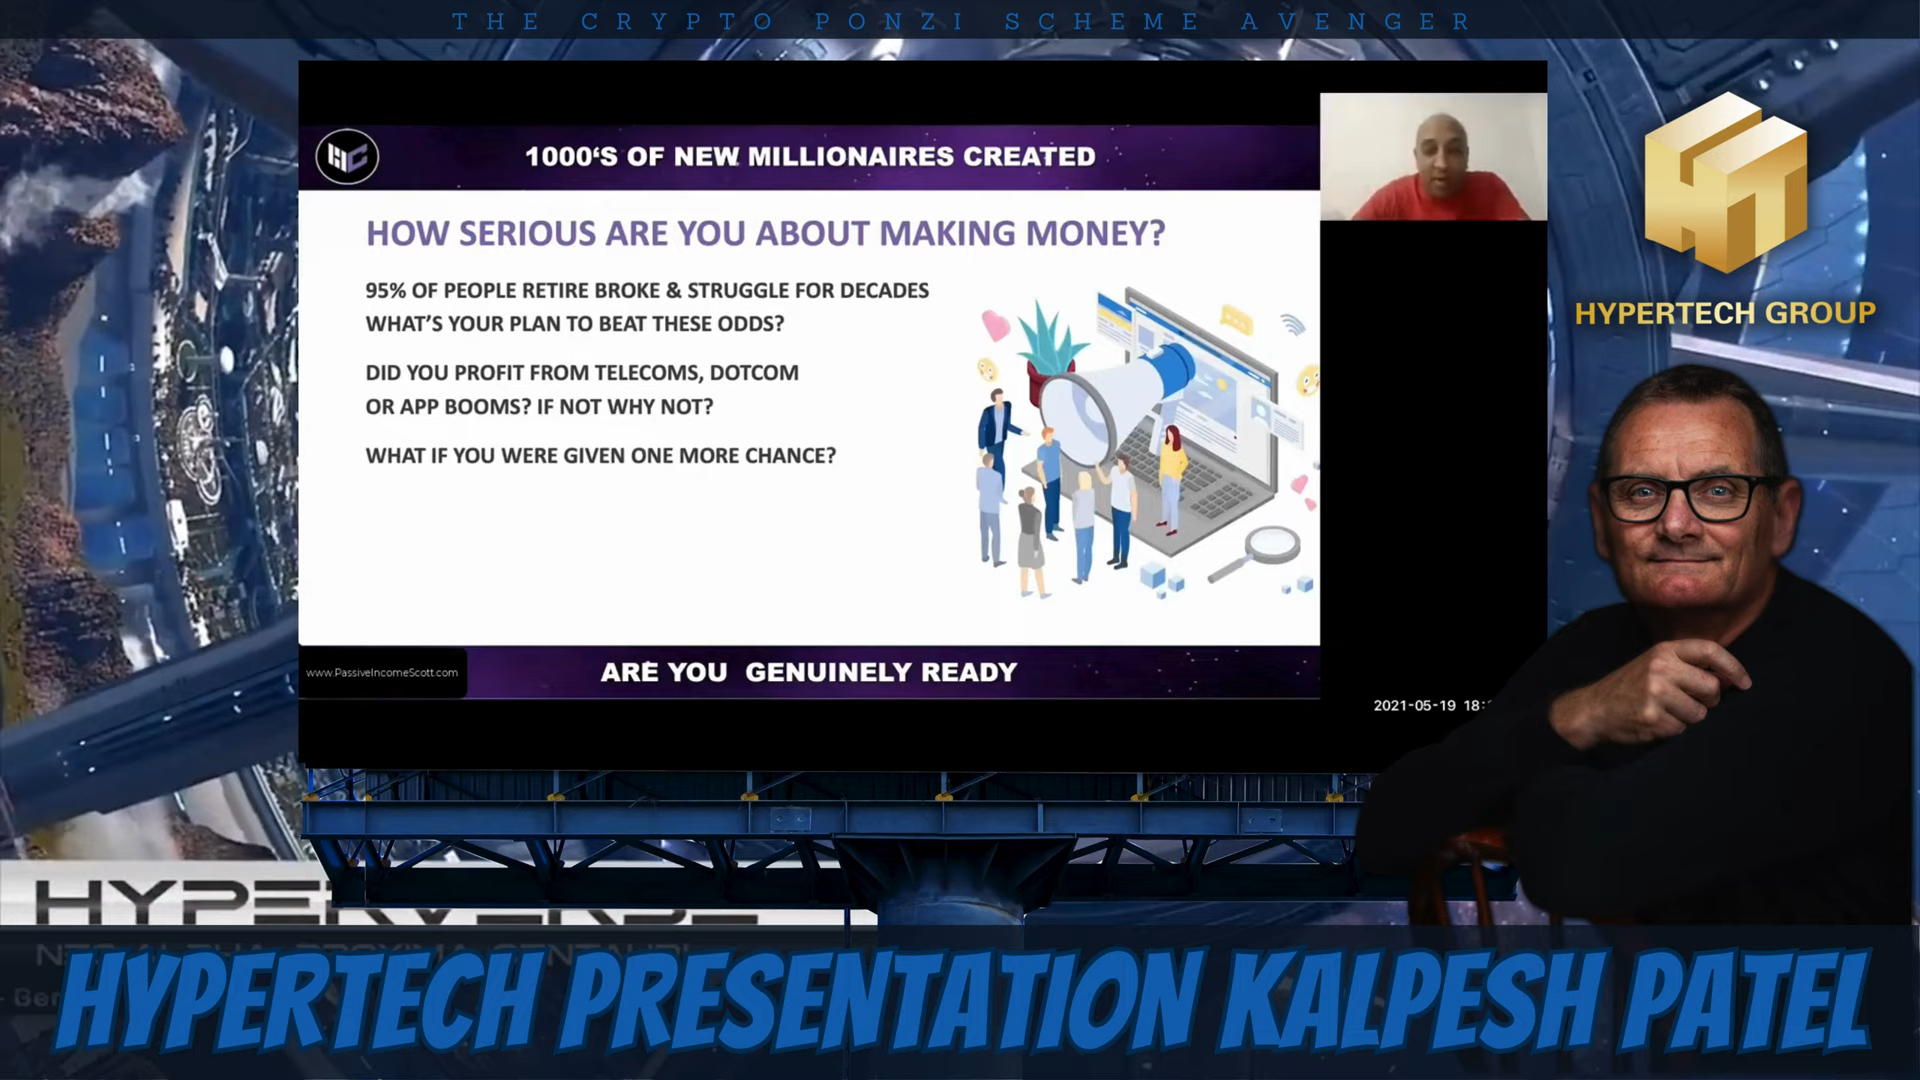 THE CRYPTO PONZI SCHEME AVENGER
1000‘S OF NEW MILLIONAIRES CREATED
HOW SERIOUS ARE YOU ABOUT MAKING MONEY?
95% OF PEOPLE RETIRE BROKE & STRUGGLE FOR DECADES
WHAT’S YOUR PLAN TO BEAT THESE ODDS?
DID YOU PROFIT FROM TELECOMS, DOTCOM
OR APP BOOMS? IF NOT WHY NOT?
WHAT IF YOU WERE GIVEN ONE MORE CHANCE?
www.PassiveIncomeScott.com
ARE YOU GENUINELY READY
2021-05-19 18:
HT
HYPERTECH GROUP
HYPERVERSE
HYPERTECH PRESENTATION KALPESH PATEL